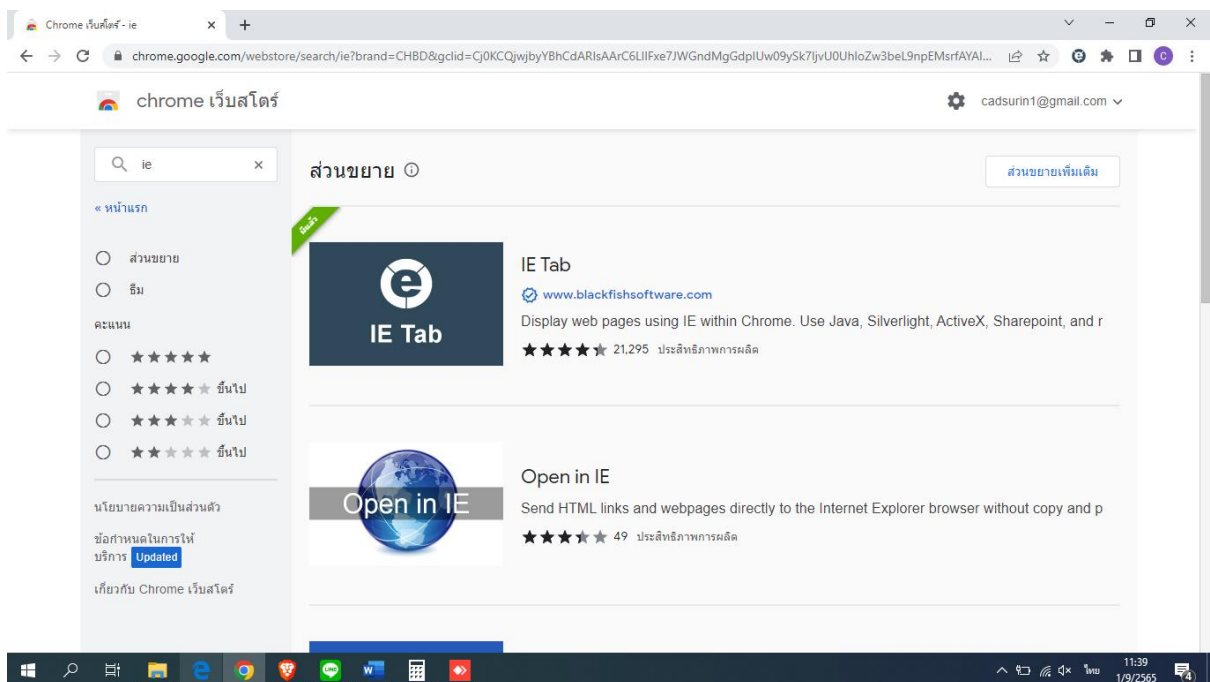 Chrome เว็บสโตร์ - ie
chrome.google.com/webstore/search/ie?brand=CHBD&gclid=Cj0KCQjwjbyYBhCdARIsAArC6LIIFxe7JWGndMgGdpIUw09ySk7ljvU0UhIoZw3beL9npEMsrfAYAI...
C
chrome เว็บสโตร์
cadsurin1@gmail.com
ie
« หน้าแรก
ส่วนขยาย
ธีม
คะแนน
ขึ้นไป
ขึ้นไป
ขึ้นไป
นโยบายความเป็นส่วนตัว
ข้อกำหนดในการให้
บริการ Updated
เกี่ยวกับ Chrome เว็บสโตร์
ส่วนขยาย
ส่วนขยายเพิ่มเติม
มีแล้ว
IE Tab
IE Tab
www.blackfishsoftware.com
Display web pages using IE within Chrome. Use Java, Silverlight, ActiveX, Sharepoint, and r
21,295 ประสิทธิภาพการผลิต
Open in IE
Open in IE
Send HTML links and webpages directly to the Internet Explorer browser without copy and p
49 ประสิทธิภาพการผลิต
LINE
W
ไทย
11:39
1/9/2565
4